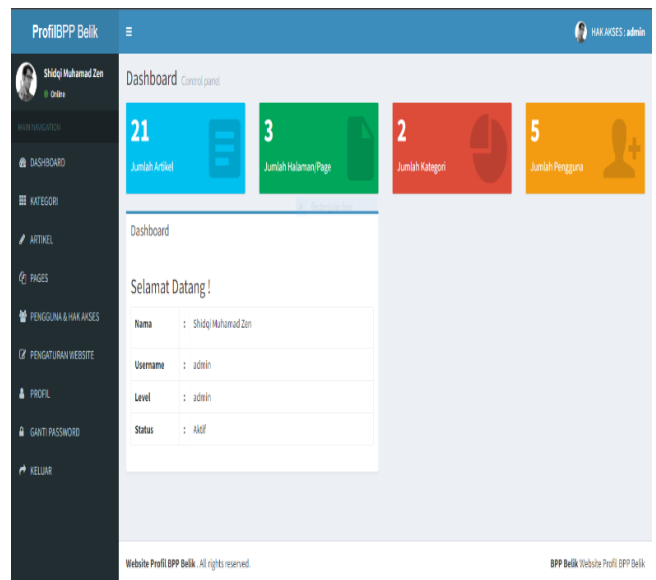 ProfilBPP Belik
HAK AKSES : admin
Shidqi Muhamad Zen
Online
MAIN NAVIGATION
DASHBOARD
KATEGORI
ARTIKEL
PAGES
PENGGUNA & HAK AKSES
PENGATURAN WEBSITE
PROFIL
GANTI PASSWORD
KELUAR
Dashboard Control panel
21
Jumlah Artikel
3
Jumlah Halaman/Page
2
Jumlah Kategori
5
Jumlah Pengguna
Dashboard
Selamat Datang !
Nama : Shidqi Muhamad Zen
Username : admin
Level : admin
Status : Aktif
Website Profil BPP Belik . All rights reserved.
BPP Belik Website Profil BPP Belik